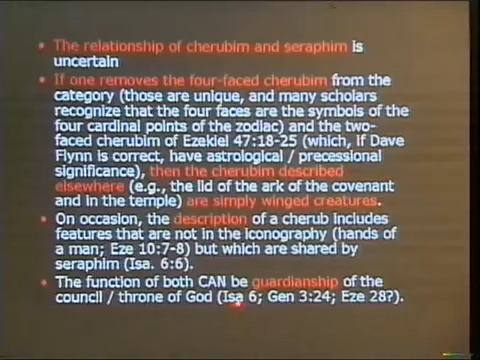 • The relationship of cherubim and seraphim is
uncertain
• If one removes the four-faced cherubim from the
category (those are unique, and many scholars
recognize that the four faces are the symbols of the
four cardinal points of the zodiac) and the two-
faced cherubim of Ezekiel 47:18-25 (which, if Dave
Flynn is correct, have astrological / precessional
significance), then the cherubim described
elsewhere (e.g., the lid of the ark of the covenant
and in the temple) are simply winged creatures.
• On occasion, the description of a cherub includes
features that are not in the iconography (hands of
a man; Eze 10:7-8) but which are shared by
seraphim (Isa. 6:6).
• The function of both CAN be guardianship of the
council / throne of God (Isa 6; Gen 3:24; Eze 28?).